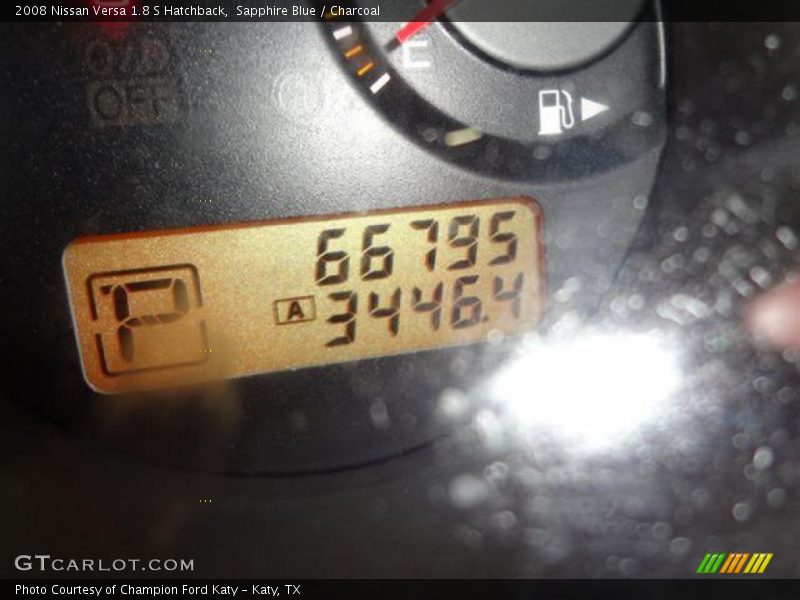 2008 Nissan Versa 1.8 S Hatchback,  Sapphire Blue / Charcoal
O/D
OFF
E
66795
A 3446.4
P
GTCARLOT.COM
Photo Courtesy of Champion Ford Katy – Katy, TX